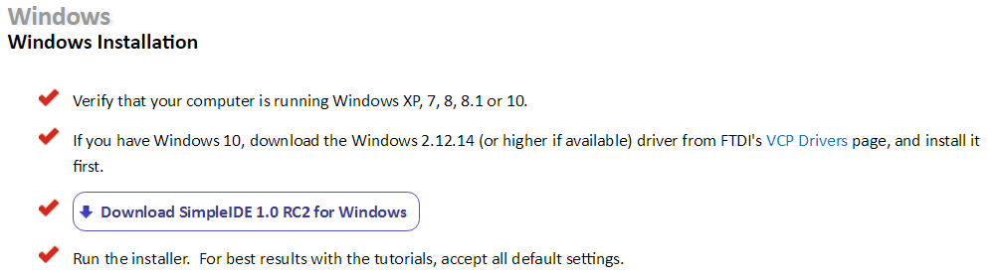 Windows
Windows Installation
Verify that your computer is running Windows XP, 7, 8, 8.1 or 10.
If you have Windows 10, download the Windows 2.12.14 (or higher if available) driver from FTDI's VCP Drivers page, and install it
first.
Download SimpleIDE 1.0 RC2 for Windows
Run the installer.  For best results with the tutorials, accept all default settings.